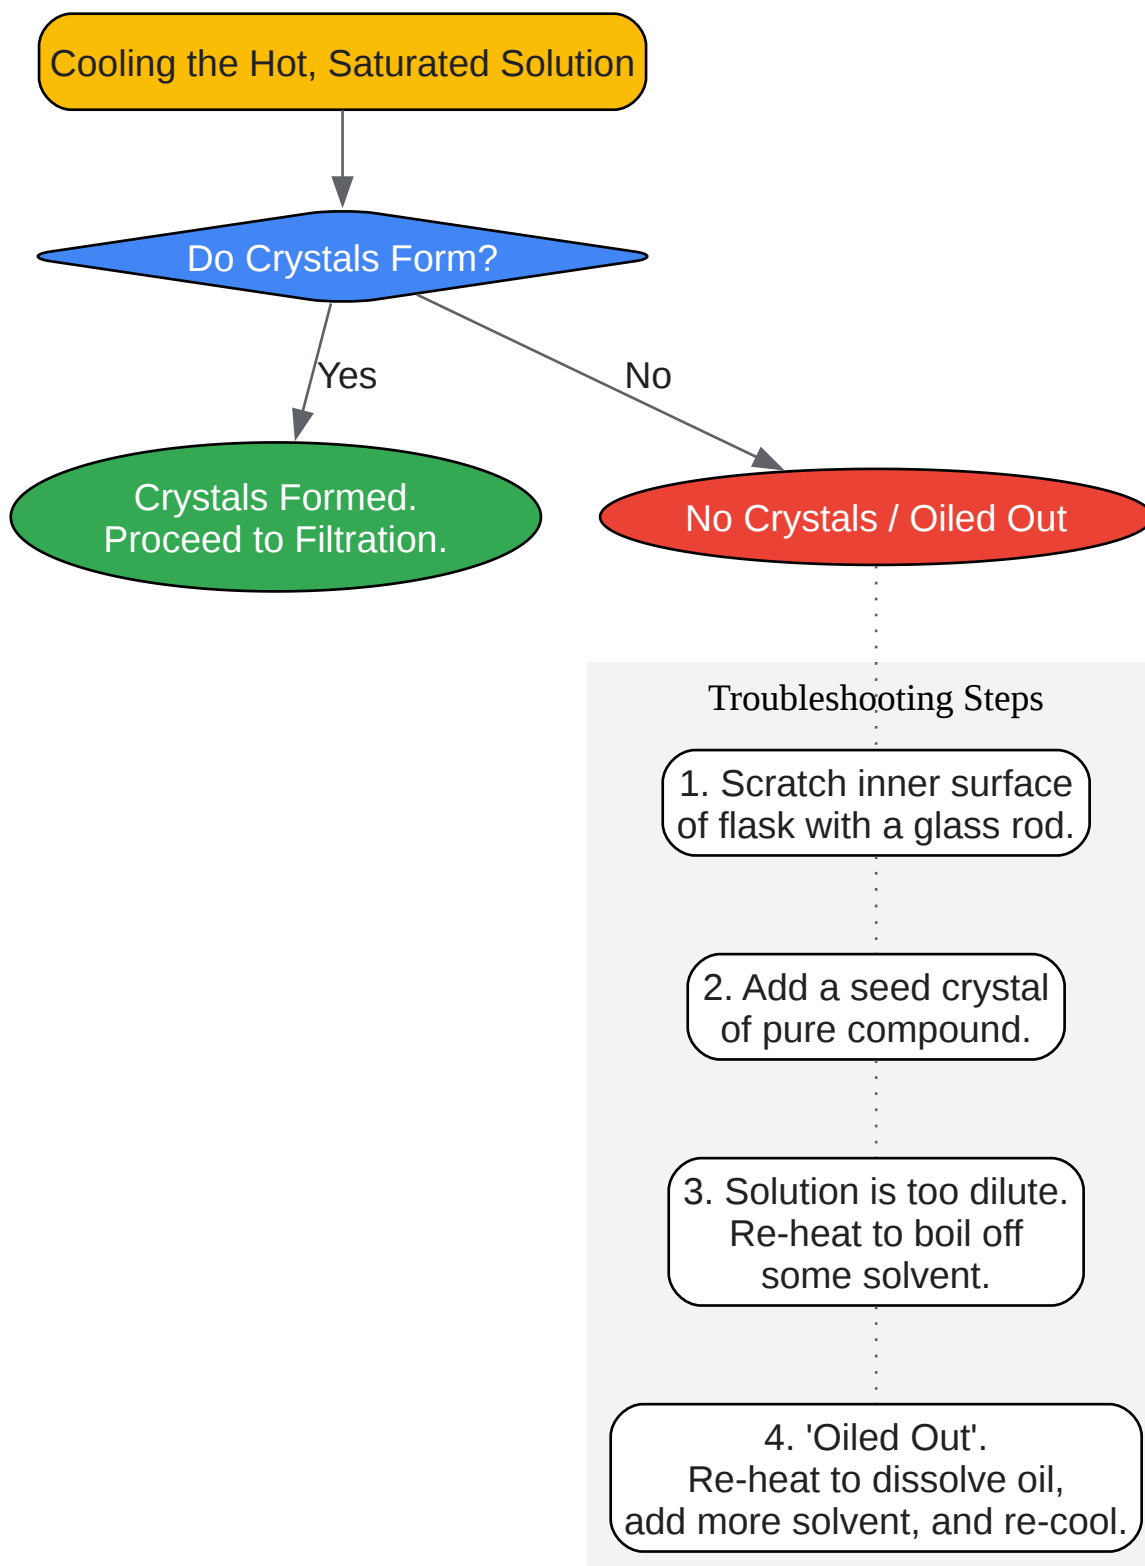 Cooling the Hot, Saturated Solution
Do Crystals Form?
Yes
No
Crystals Formed.
Proceed to Filtration.
No Crystals / Oiled Out
Troubleshooting Steps
1. Scratch inner surface
of flask with a glass rod.
2. Add a seed crystal
of pure compound.
3. Solution is too dilute.
Re-heat to boil off
some solvent.
4. 'Oiled Out'.
Re-heat to dissolve oil,
add more solvent, and re-cool.